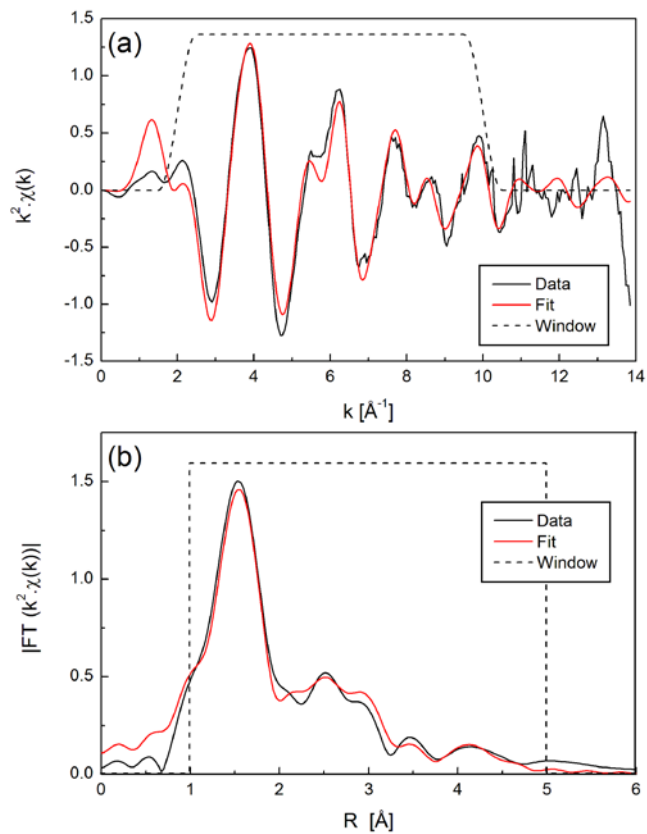 (a)
1.5
1.0
0.5
0.0
-0.5
-1.0
-1.5
k².χ(k)
Data
Fit
Window
0 2 4 6 8 10 12 14
k [Å⁻¹]
(b)
1.5
1.0
0.5
0.0
|FT (k².χ(k))|
Data
Fit
Window
0 1 2 3 4 5 6
R [Å]